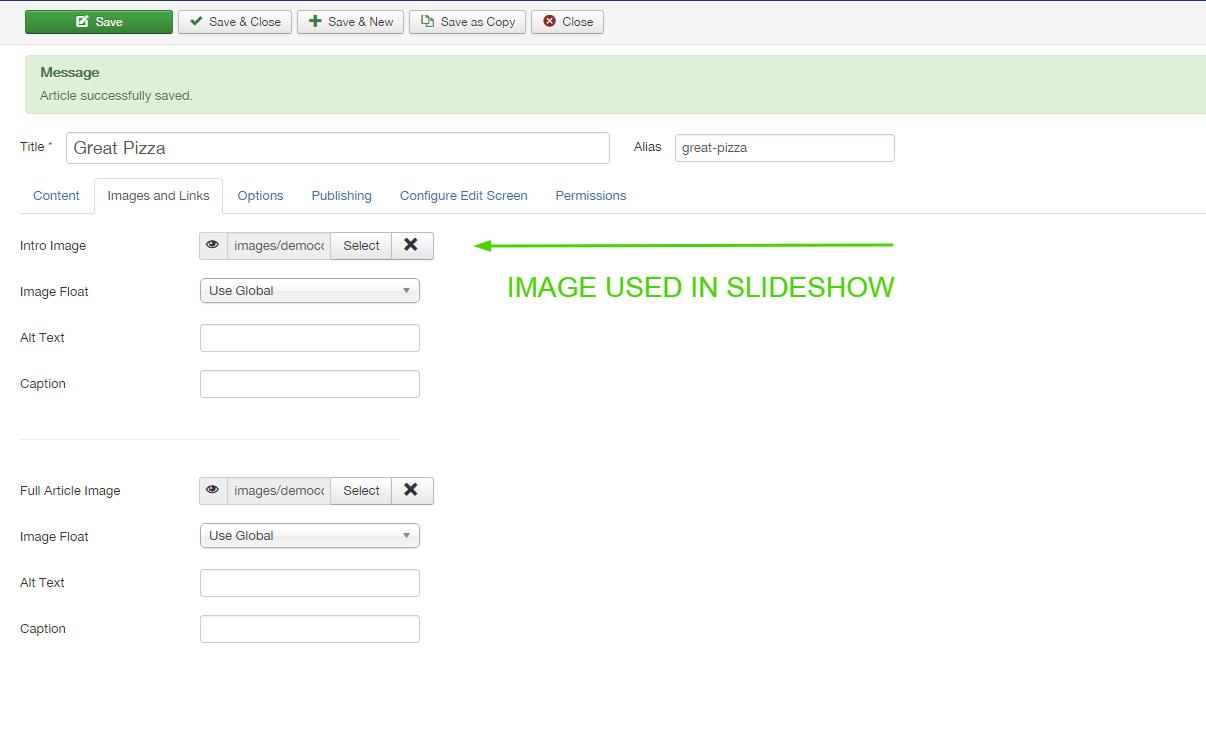 Save Save & Close Save & New Save as Copy Close
Message
Article successfully saved.
Title * Great Pizza Alias great-pizza
Content Images and Links Options Publishing Configure Edit Screen Permissions
Intro Image images/democ Select
Image Float Use Global
IMAGE USED IN SLIDESHOW
Alt Text
Caption
Full Article Image images/democ Select
Image Float Use Global
Alt Text
Caption